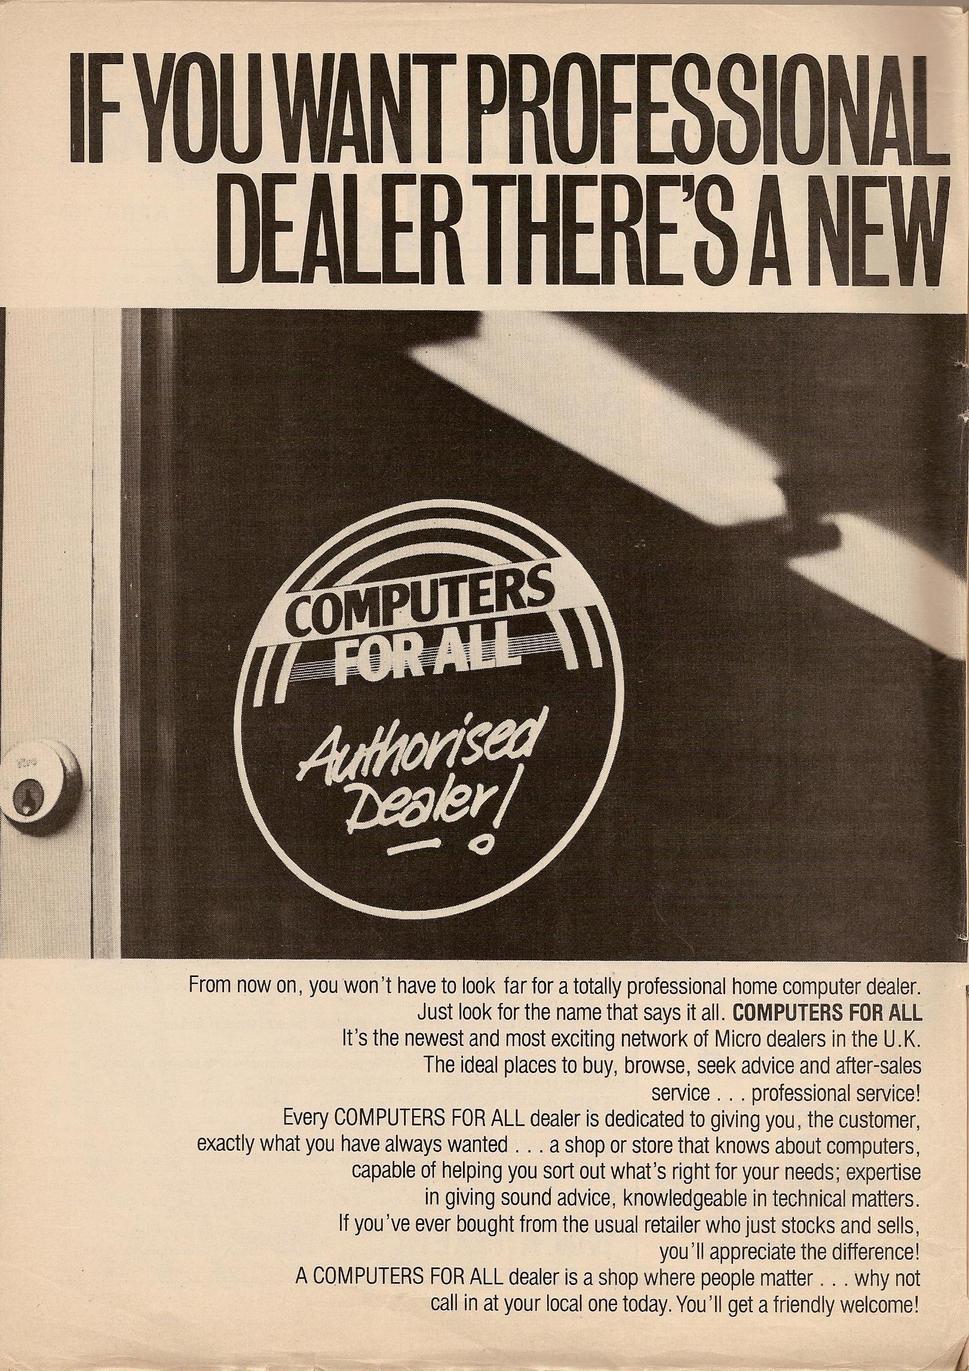 IF YOU WANT PROFESSIONAL
DEALER THERE'S A NEW
COMPUTERS
FOR ALL
Authorised
Dealer!
From now on, you won't have to look far for a totally professional home computer dealer.
Just look for the name that says it all. COMPUTERS FOR ALL
It's the newest and most exciting network of Micro dealers in the U.K.
The ideal places to buy, browse, seek advice and after-sales
service . . . professional service!
Every COMPUTERS FOR ALL dealer is dedicated to giving you, the customer,
exactly what you have always wanted . . . a shop or store that knows about computers,
capable of helping you sort out what's right for your needs; expertise
in giving sound advice, knowledgeable in technical matters.
If you've ever bought from the usual retailer who just stocks and sells,
you'll appreciate the difference!
A COMPUTERS FOR ALL dealer is a shop where people matter . . . why not
call in at your local one today. You'll get a friendly welcome!